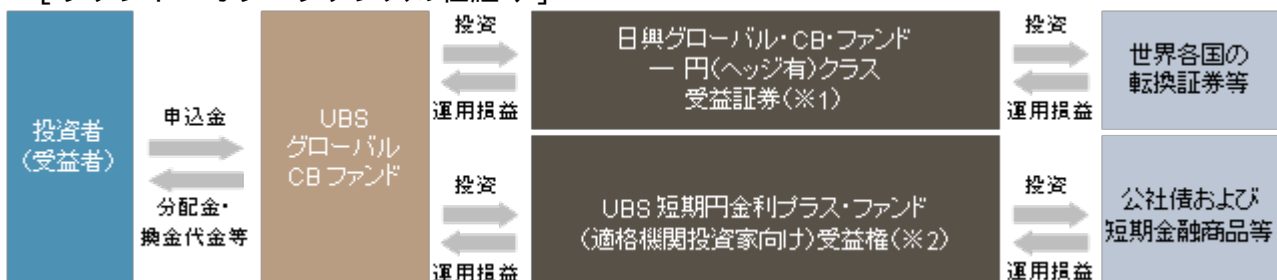 投資者
(受益者)
申込金
分配金・
換金代金等
UBS
グローバル
CBファンド
投資
運用損益
日興グローバル・CB・ファンド
― 円(ヘッジ有)クラス
受益証券(※1)
投資
運用損益
世界各国の
転換証券等
投資
運用損益
UBS 短期円金利プラス・ファンド
(適格機関投資家向け)受益権(※2)
投資
運用損益
公社債および
短期金融商品等